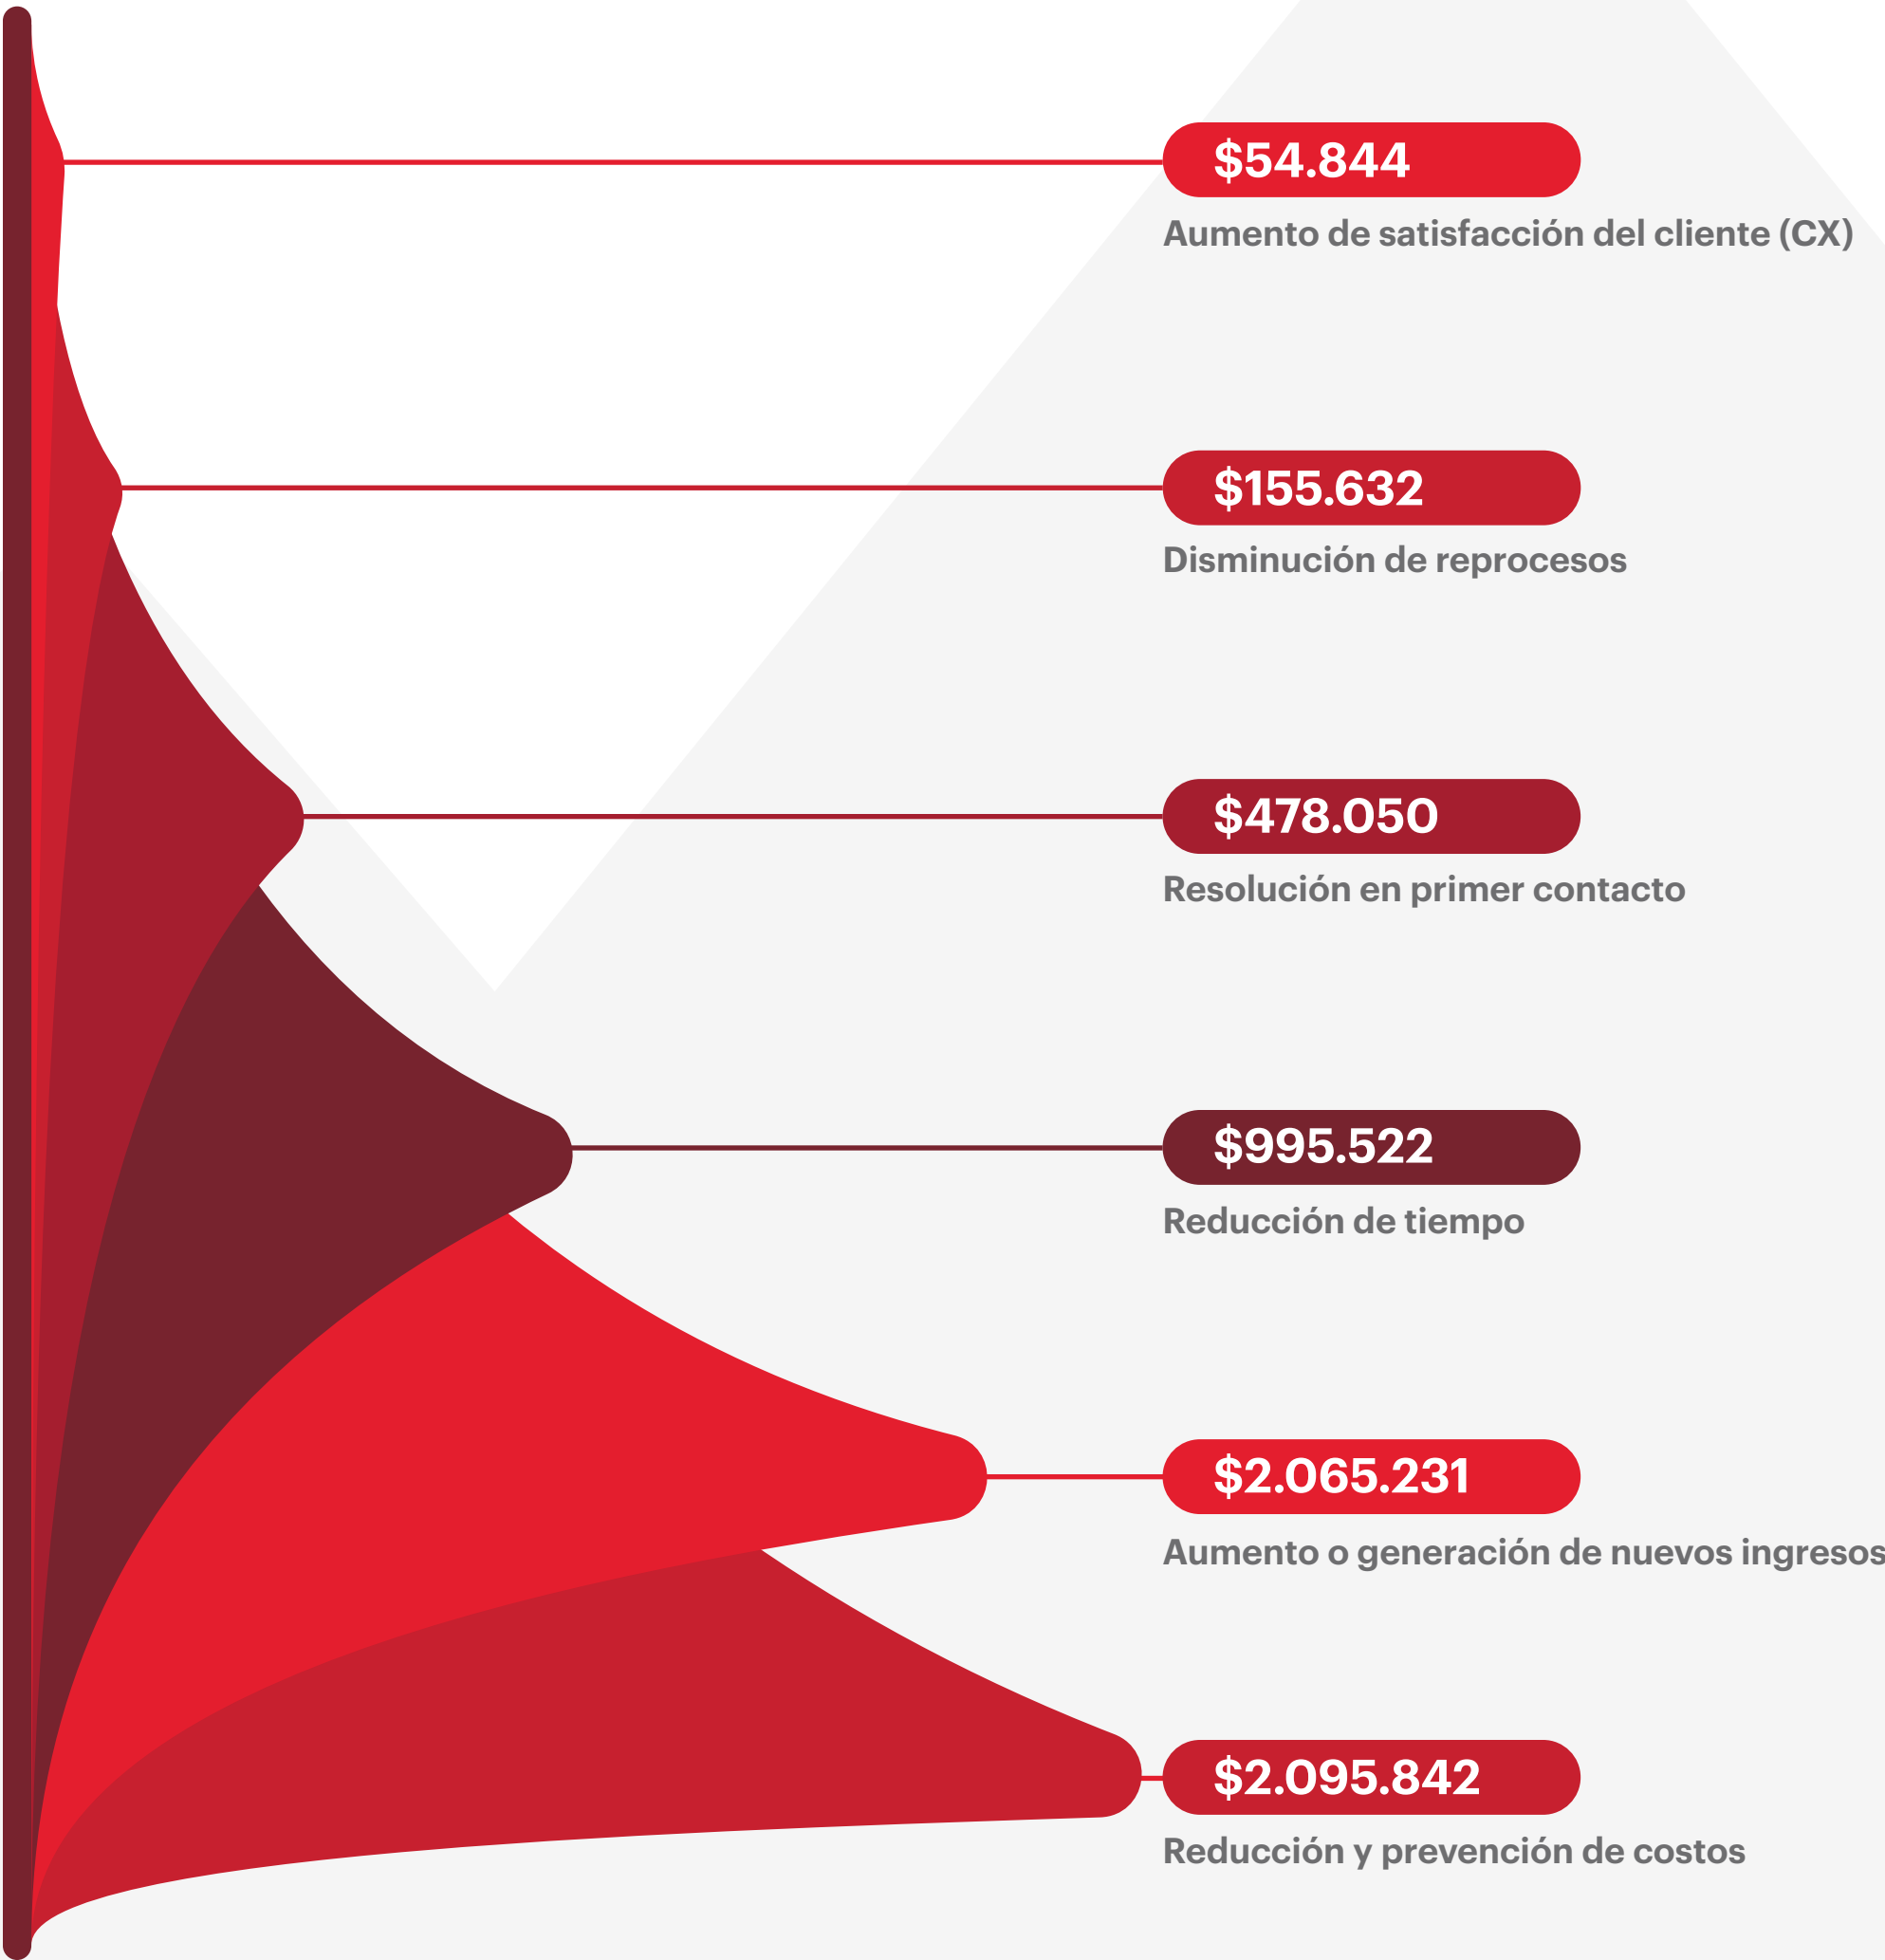 $54.844
Aumento de satisfacción del cliente (CX)
$155.632
Disminución de reprocesos
$478.050
Resolución en primer contacto
$995.522
Reducción de tiempo
$2.065.231
Aumento o generación de nuevos ingresos
$2.095.842
Reducción y prevención de costos